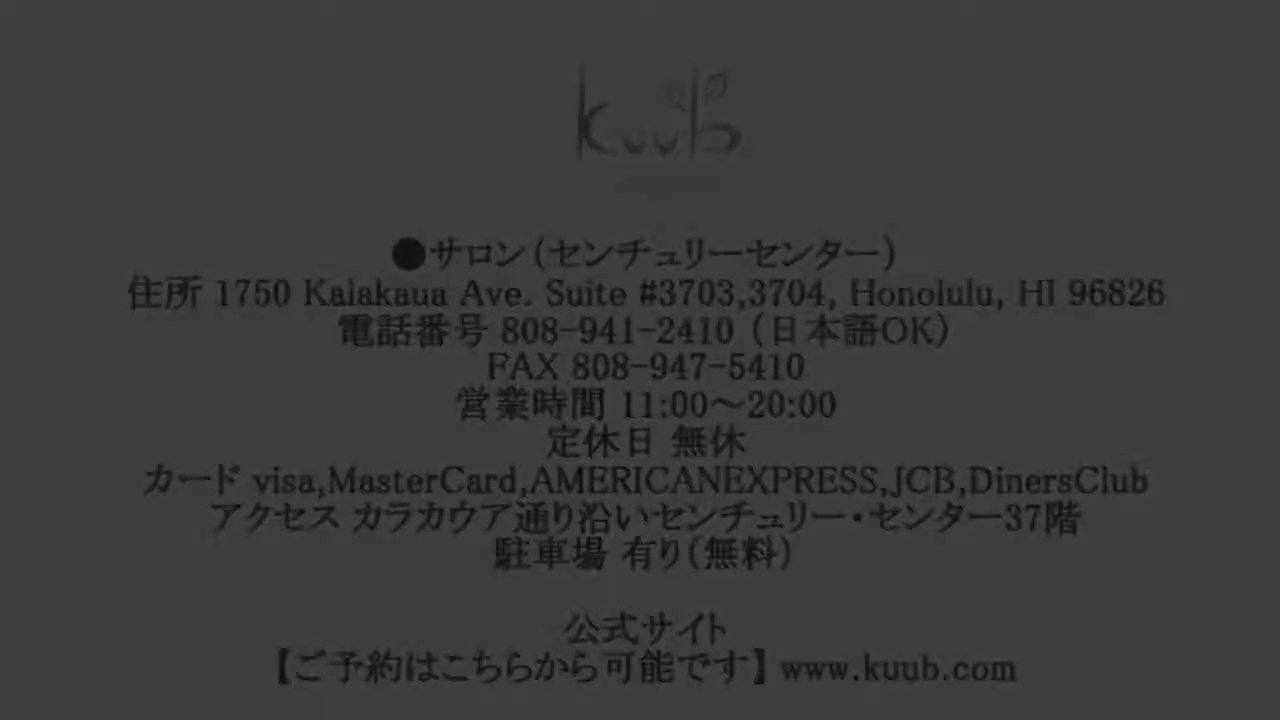 kuub
●サロン（センチュリーセンター）
住所 1750 Kalakaua Ave. Suite #3703,3704, Honolulu, HI 96826
電話番号 808-941-2410 （日本語OK）
FAX 808-947-5410
営業時間 11:00～20:00
定休日 無休
カード visa,MasterCard,AMERICANEXPRESS,JCB,DinersClub
アクセス カラカウア通り沿いセンチュリー・センター37階
駐車場 有り（無料）
公式サイト
【ご予約はこちらから可能です】 www.kuub.com